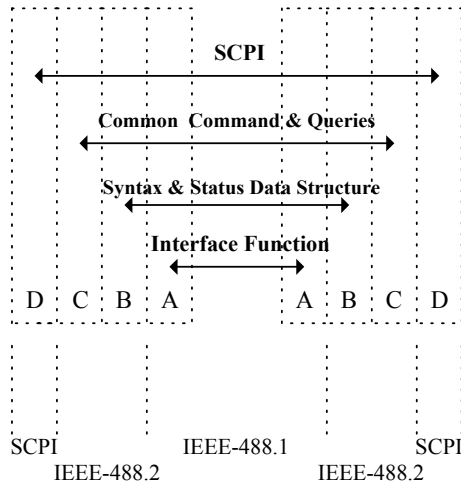 SCPI
Common Command & Queries
Syntax & Status Data Structure
Interface Function
D C B A A B C D
SCPI IEEE-488.1 SCPI
IEEE-488.2 IEEE-488.2